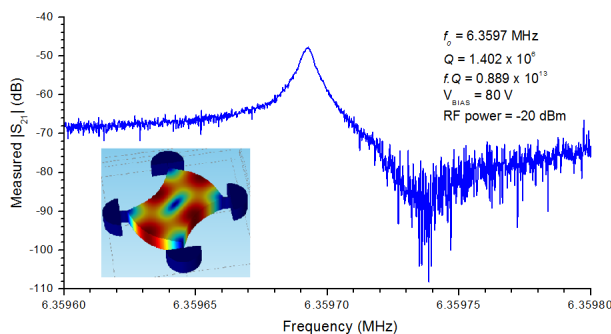 -40
-50
-60
-70
-80
-90
-100
-110
Measured |S21| (dB)
f0 = 6.3597 MHz
Q = 1.402 x 10^6
f.Q = 0.889 x 10^13
VBIAS = 80 V
RF power = -20 dBm
6.35960 6.35965 6.35970 6.35975 6.35980
Frequency (MHz)